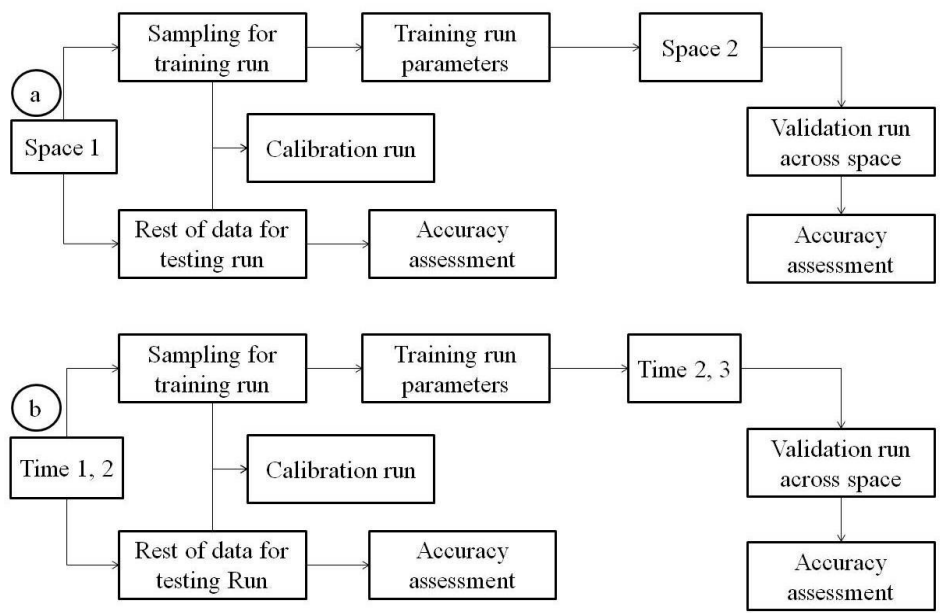 Sampling for
training run
Training run
parameters
Space 2
a
Space 1
Calibration run
Validation run
across space
Rest of data for
testing run
Accuracy
assessment
Accuracy
assessment
Sampling for
training run
Training run
parameters
Time 2, 3
b
Time 1, 2
Calibration run
Validation run
across space
Rest of data for
testing Run
Accuracy
assessment
Accuracy
assessment